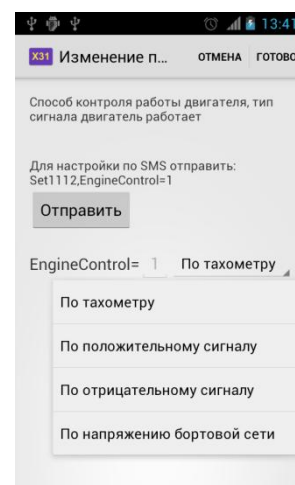 13:41
X31 Изменение п... ОТМЕНА ГОТОВО
Способ контроля работы двигателя, тип
сигнала двигатель работает
Для настройки по SMS отправить:
Set1112,EngineControl=1
Отправить
EngineControl= 1 По тахометру
По тахометру
По положительному сигналу
По отрицательному сигналу
По напряжению бортовой сети